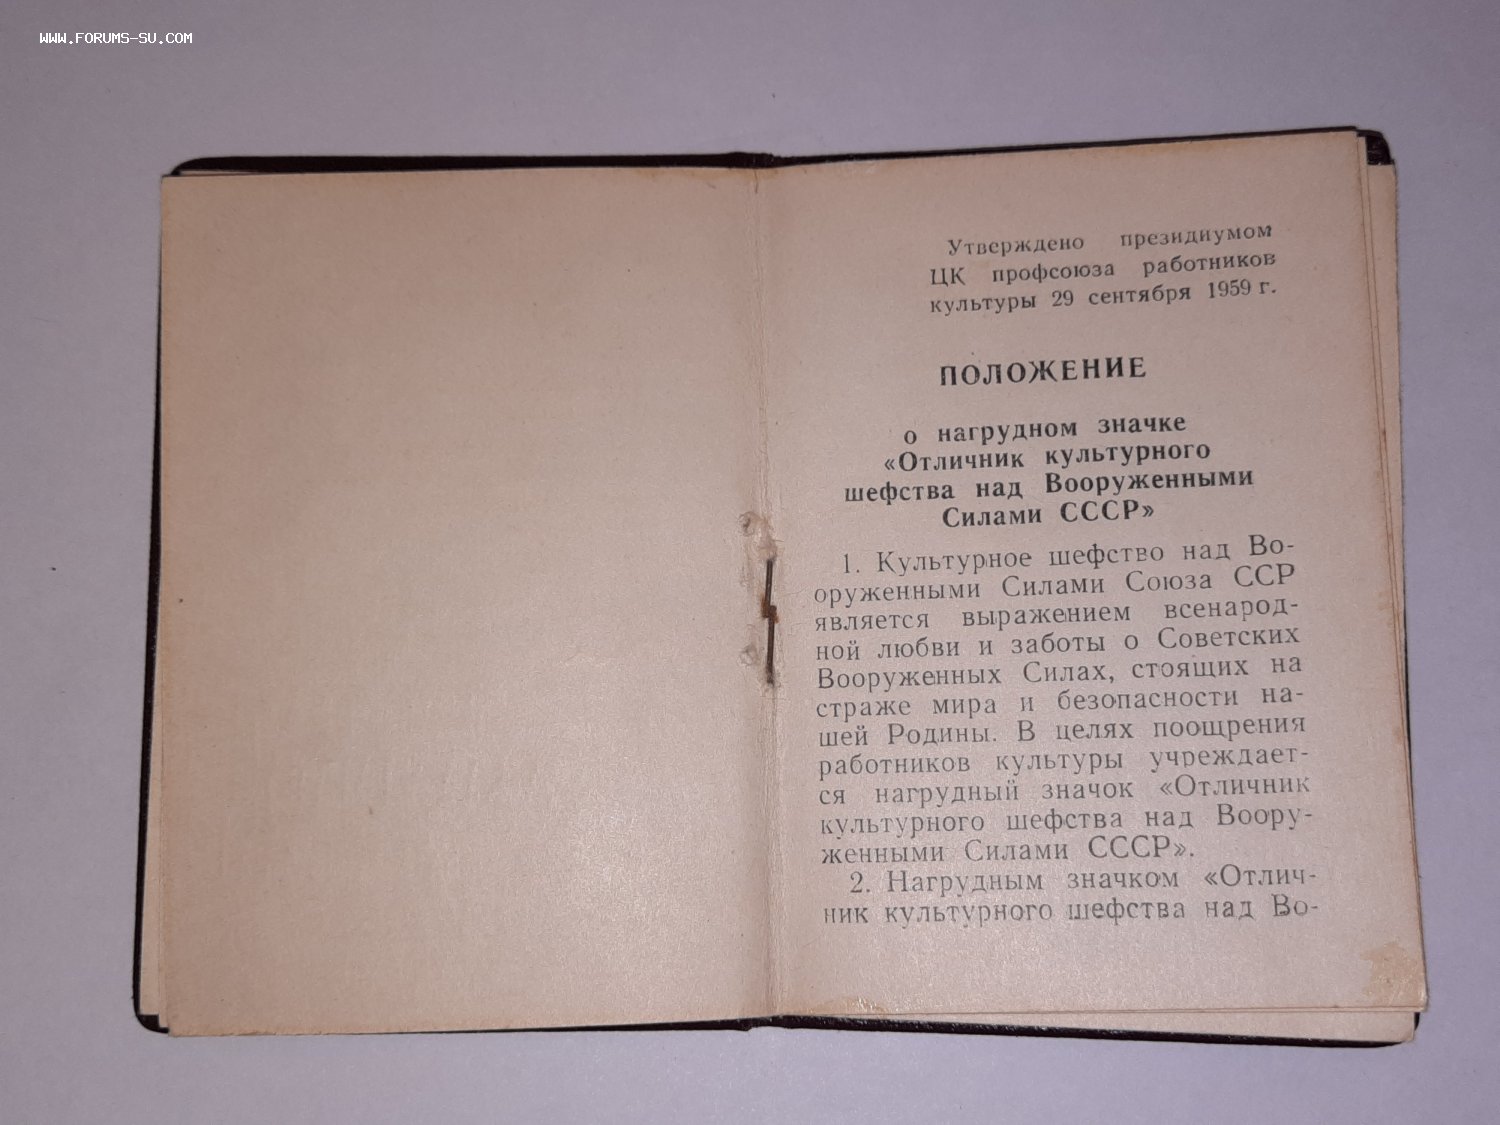 WWW.FORUMS-SU.COM
Утверждено президиумом
ЦК профсоюза работников
культуры 29 сентября 1959 г.
ПОЛОЖЕНИЕ
о нагрудном значке
«Отличник культурного
шефства над Вооруженными
Силами СССР»
1. Культурное шефство над Во-
оруженными Силами Союза ССР
является выражением всенарод-
ной любви и заботы о Советских
Вооруженных Силах, стоящих на
страже мира и безопасности на-
шей Родины. В целях поощрения
работников культуры учреждает-
ся нагрудный значок «Отличник
культурного шефства над Воору-
женными Силами СССР».
2. Нагрудным значком «Отлич-
ник культурного шефства над Во-